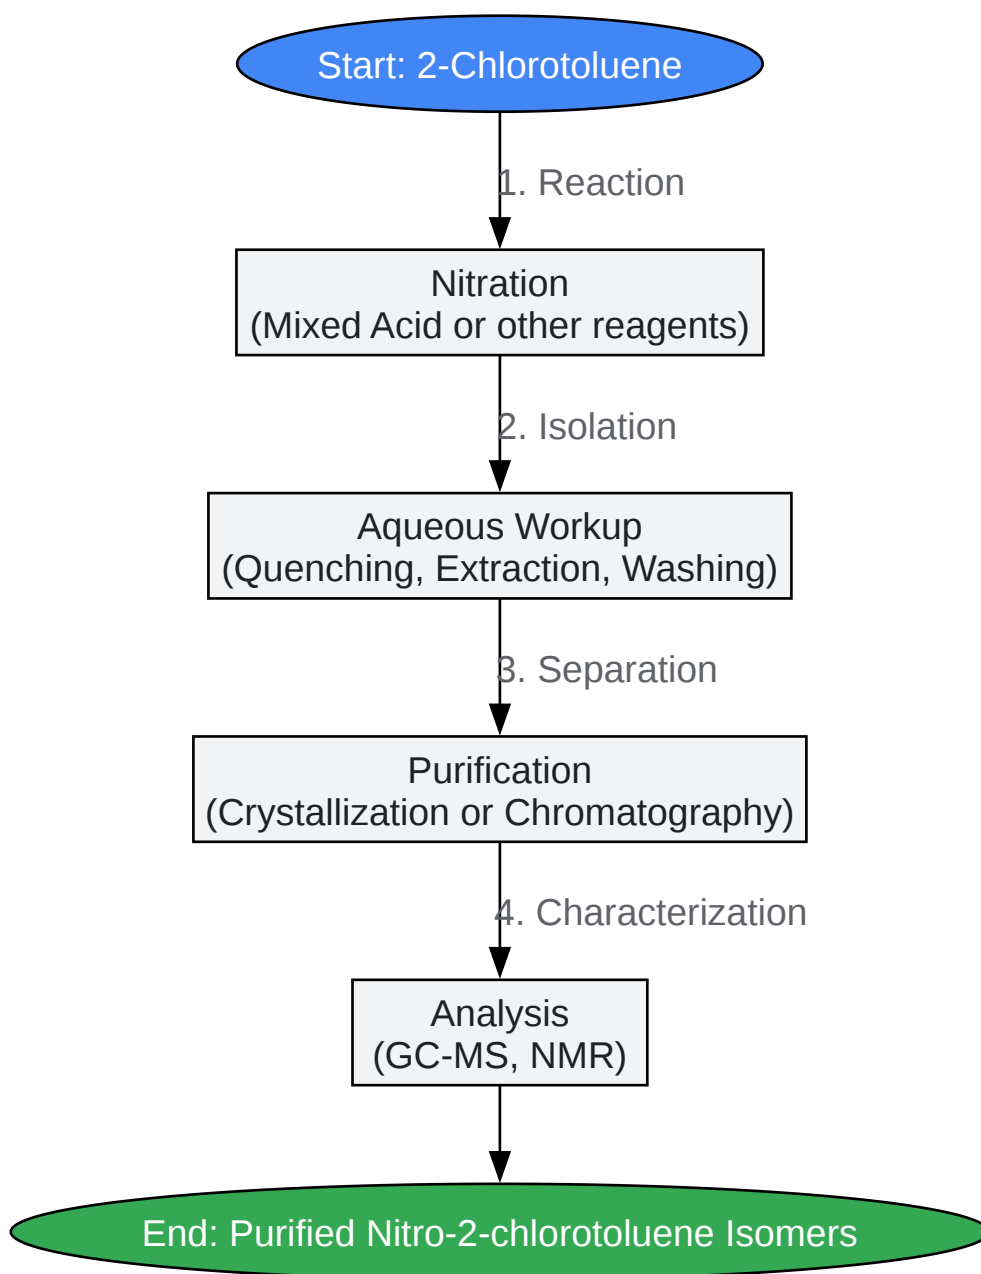 Start: 2-Chlorotoluene
1. Reaction
Nitration
(Mixed Acid or other reagents)
2. Isolation
Aqueous Workup
(Quenching, Extraction, Washing)
3. Separation
Purification
(Crystallization or Chromatography)
4. Characterization
Analysis
(GC-MS, NMR)
End: Purified Nitro-2-chlorotoluene Isomers